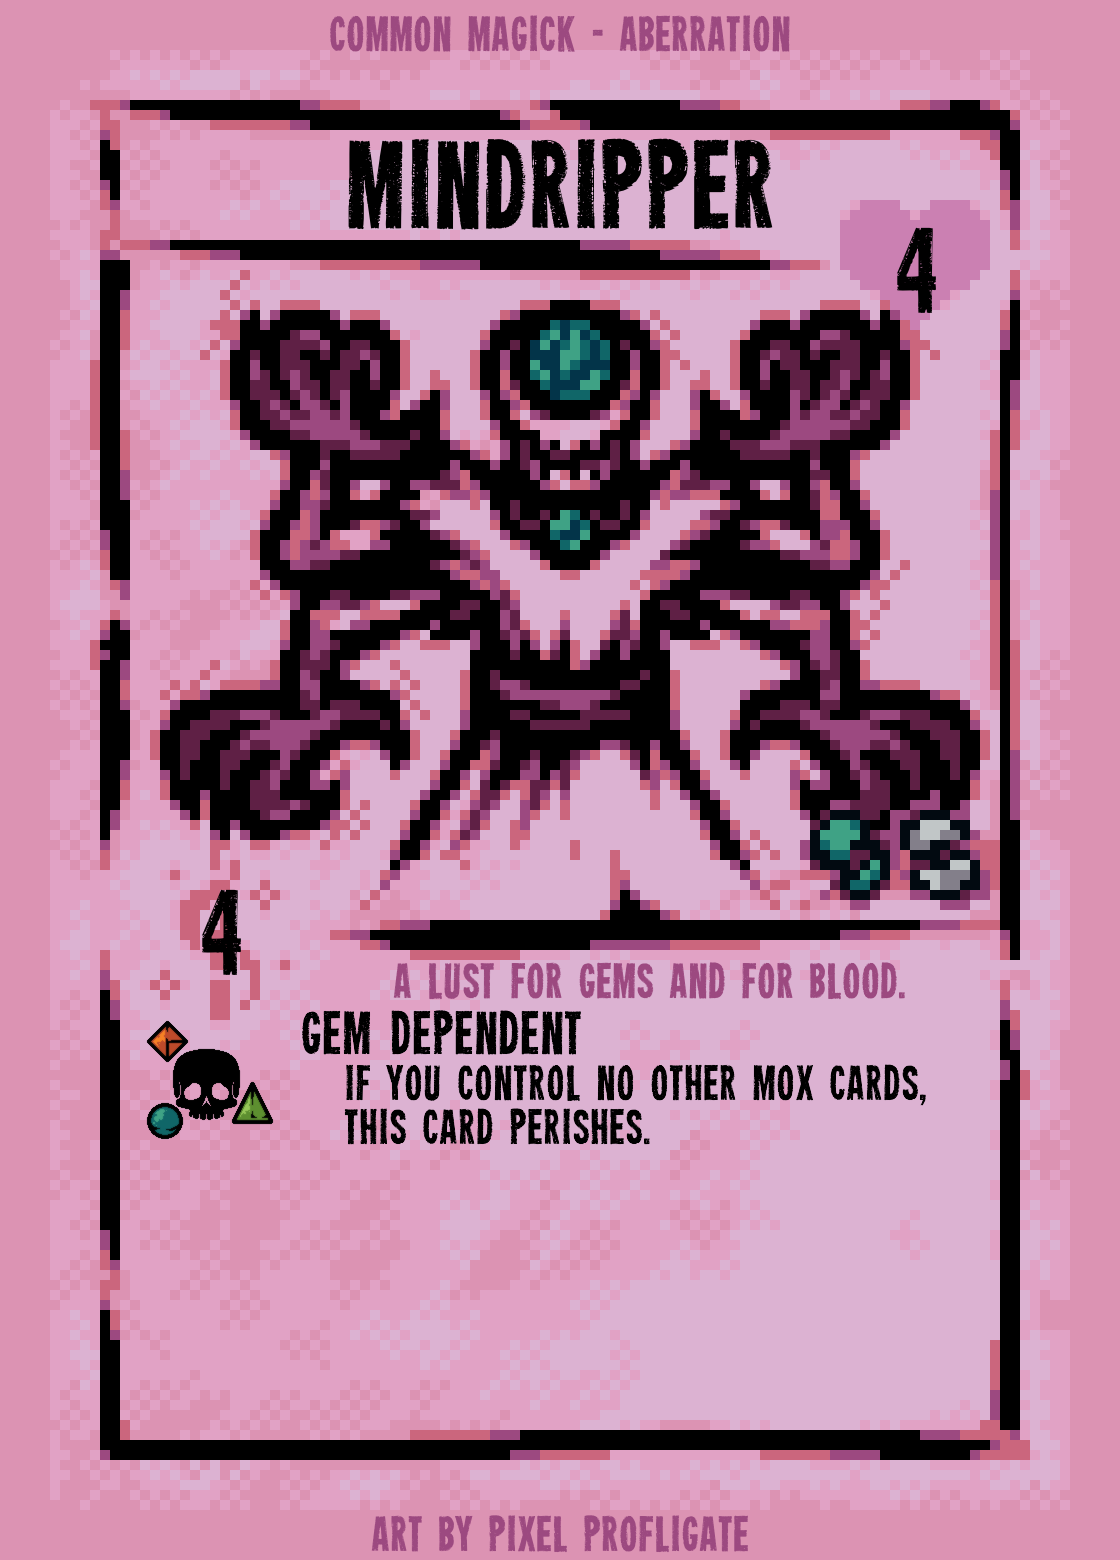 COMMON MAGICK - ABERRATION
MINDRIPPER
4
4
A LUST FOR GEMS AND FOR BLOOD.
GEM DEPENDENT
IF YOU CONTROL NO OTHER MOX CARDS,
THIS CARD PERISHES.
ART BY PIXEL PROFLIGATE